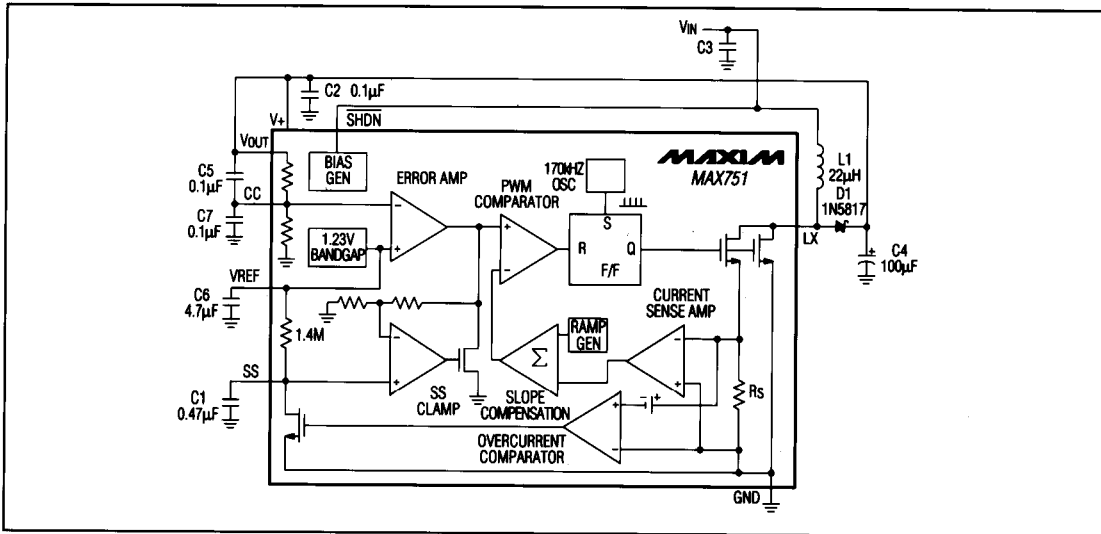 VIN
C3
C2 0.1µF
V+
SHDN
VOUT
BIAS
GEN
ERROR AMP
PWM
COMPARATOR
170kHz
OSC
MAXIM
MAX751
L1
22µH
D1
1N5817
C5
0.1µF
CC
C7
0.1µF
1.23V
BANDGAP
S
R
Q
F/F
LX
C4
100µF
+
-
+
+
-
VREF
C6
4.7µF
1.4M
CURRENT
SENSE AMP
RAMP
GEN
Σ
-
+
-
+
RS
SS
C1
0.47µF
SS
CLAMP
SLOPE
COMPENSATION
- +
+
-
OVERCURRENT
COMPARATOR
GND